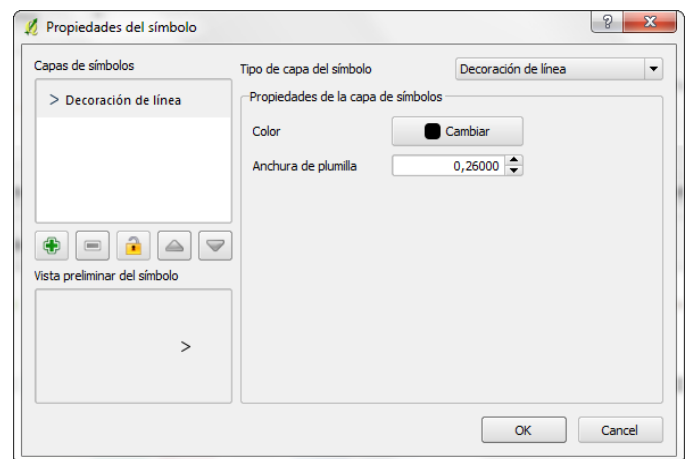 Propiedades del símbolo
?
X
Capas de símbolos
> Decoración de línea
Vista preliminar del símbolo
>
Tipo de capa del símbolo
Decoración de línea
Propiedades de la capa de símbolos
Color
Cambiar
Anchura de plumilla
0,26000
OK
Cancel